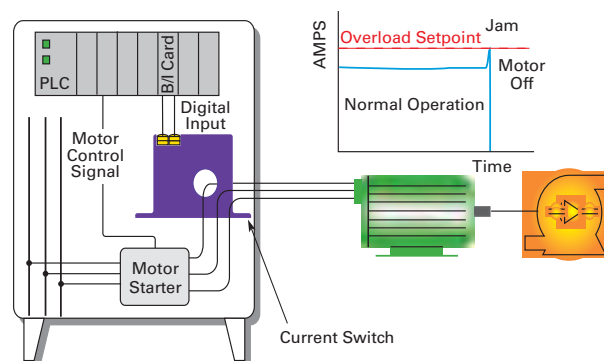 PLC
B/I Card
Digital
Input
Motor
Control
Signal
Motor
Starter
Current Switch
AMPS
Overload Setpoint
Jam
Motor
Off
Normal Operation
Time